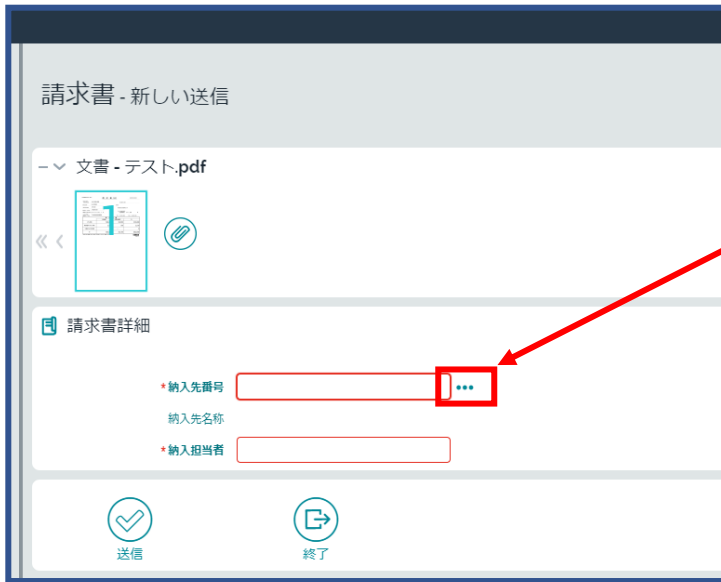 請求書 - 新しい送信
文書 - テスト.pdf
1
請求書詳細
*納入先番号
納入先名称
*納入担当者
送信
終了